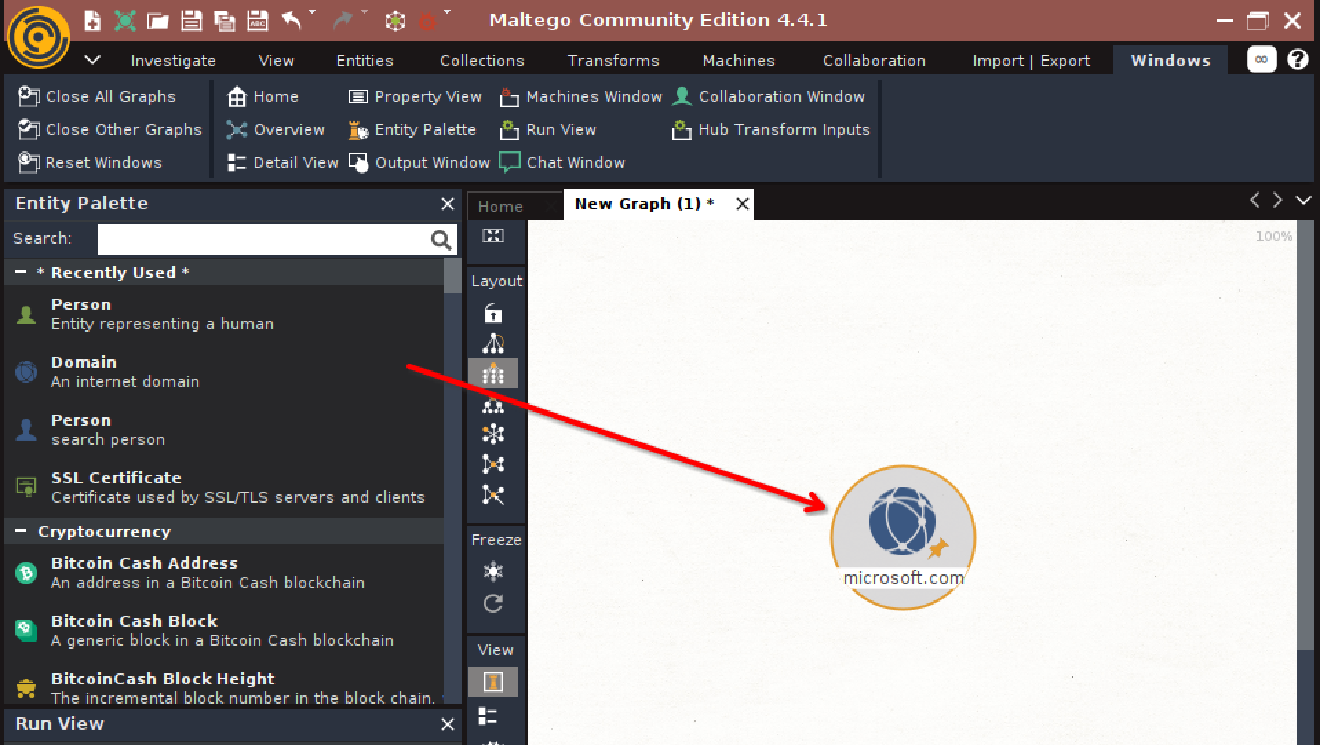 Maltego Community Edition 4.4.1
Investigate View Entities Collections Transforms Machines Collaboration Import | Export Windows
Close All Graphs
Close Other Graphs
Reset Windows
Home
Overview
Detail View
Property View
Entity Palette
Output Window
Machines Window
Run View
Chat Window
Collaboration Window
Hub Transform Inputs
Entity Palette
Search:
* Recently Used *
Person
Entity representing a human
Domain
An internet domain
Person
search person
SSL Certificate
Certificate used by SSL/TLS servers and clients
Cryptocurrency
Bitcoin Cash Address
An address in a Bitcoin Cash blockchain
Bitcoin Cash Block
A generic block in a Bitcoin Cash blockchain
BitcoinCash Block Height
The incremental block number in the block chain.
Run View
Home
New Graph (1) *
Layout
Freeze
View
100%
microsoft.com